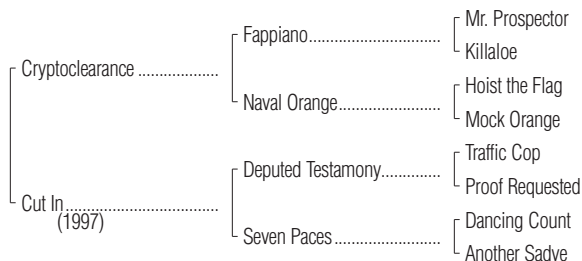 Mr. Prospector
Fappiano
Killaloe
Cryptoclearance
Hoist the Flag
Naval Orange
Mock Orange
Traffic Cop
Deputed Testamony
Proof Requested
Cut In
(1997)
Dancing Count
Seven Paces
Another Sadye